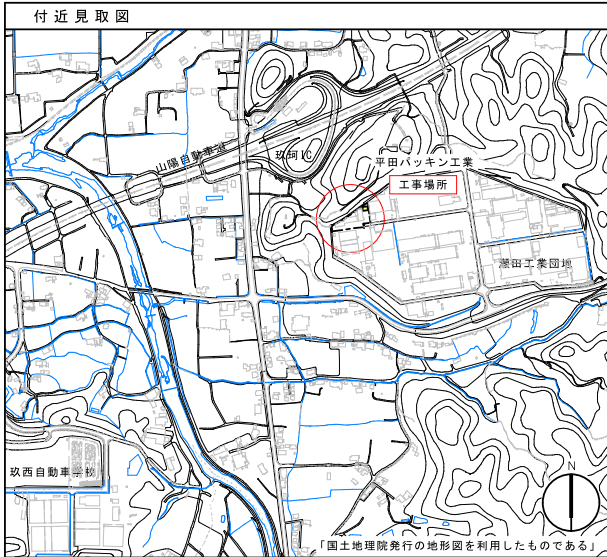 付近見取図
山陽自動車道
玖珂IC
平田パッキン工業
工事場所
瀬田工業団地
玖西自動車学校
N
「国土地理院発行の地形図を利用したものである」